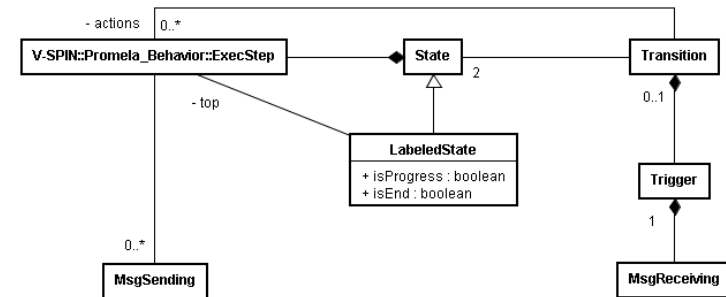 - actions
0..*
V-SPIN::Promela_Behavior::ExecStep
State
2
Transition
0..1
- top
LabeledState
+ isProgress : boolean
+ isEnd : boolean
Trigger
1
0..*
MsgSending
MsgReceiving